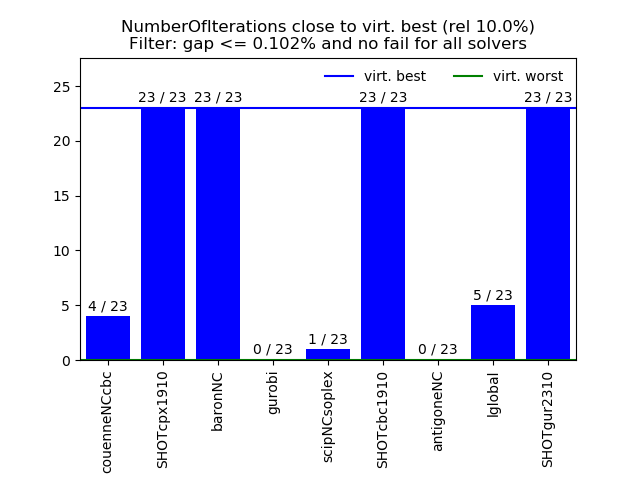 NumberOfIterations close to virt. best (rel 10.0%)
Filter: gap <= 0.102% and no fail for all solvers
virt. best
virt. worst
25
20
15
10
5
0
4 / 23
23 / 23
23 / 23
0 / 23
1 / 23
23 / 23
0 / 23
5 / 23
23 / 23
couenneNCcbc
SHOTcpx1910
baronNC
gurobi
scipNCsoplex
SHOTcbc1910
antigoneNC
lglobal
SHOTgur2310